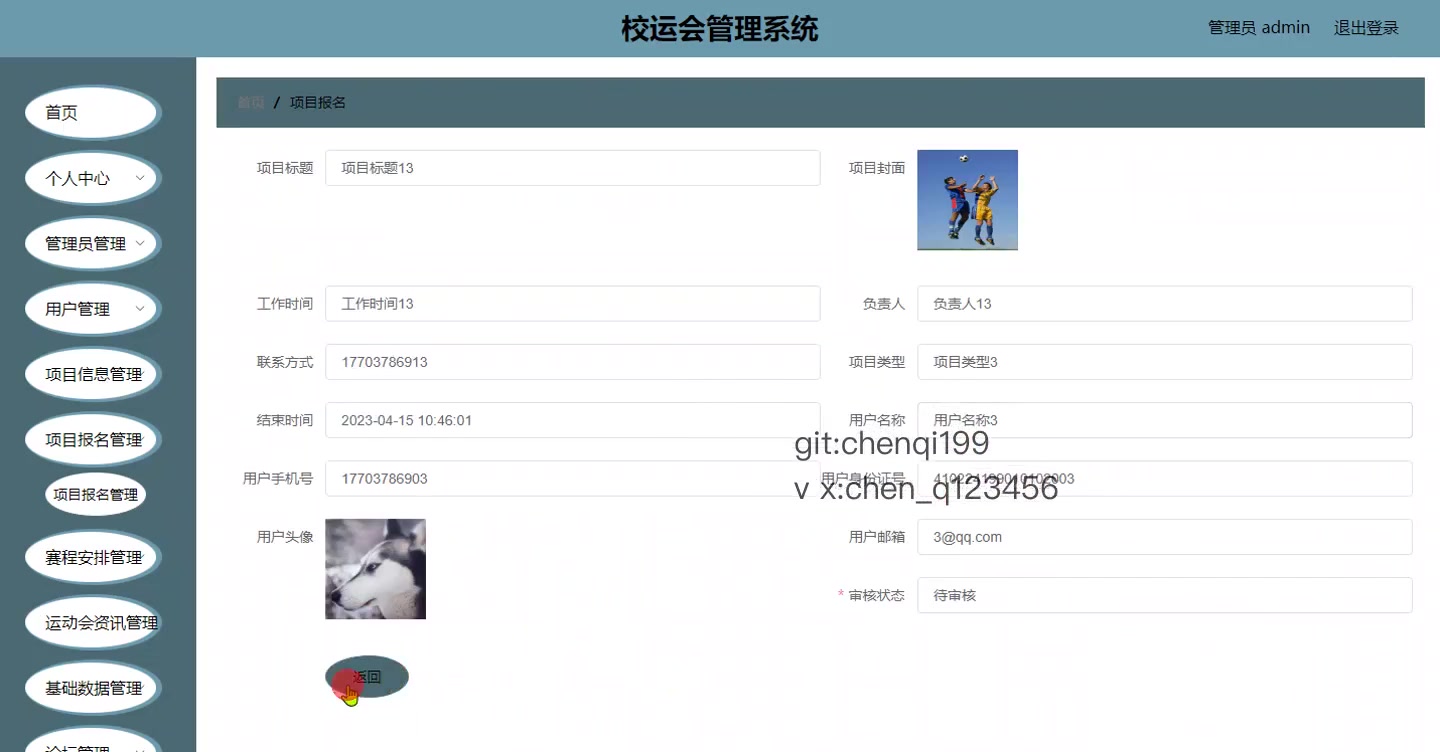 校运会管理系统
管理员 admin
退出登录
首页
个人中心
管理员管理
用户管理
项目信息管理
项目报名管理
项目报名管理
赛程安排管理
运动会资讯管理
基础数据管理
论坛管理
首页 / 项目报名
项目标题 项目标题13
项目封面
工作时间 工作时间13
负责人 负责人13
联系方式 17703786913
项目类型 项目类型3
结束时间 2023-04-15 10:46:01
用户名称 用户名称3
git:chenqi199
用户手机号 17703786903
用户身份证号
v x:chen_q123456
用户头像
用户邮箱 3@qq.com
* 审核状态 待审核
返回